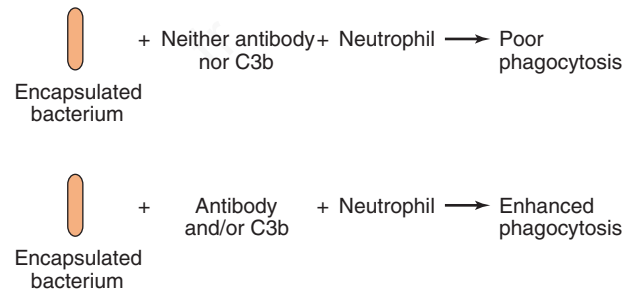 + Neither antibody + Neutrophil → Poor
nor C3b phagocytosis
Encapsulated
bacterium
+ Antibody + Neutrophil → Enhanced
and/or C3b phagocytosis
Encapsulated
bacterium